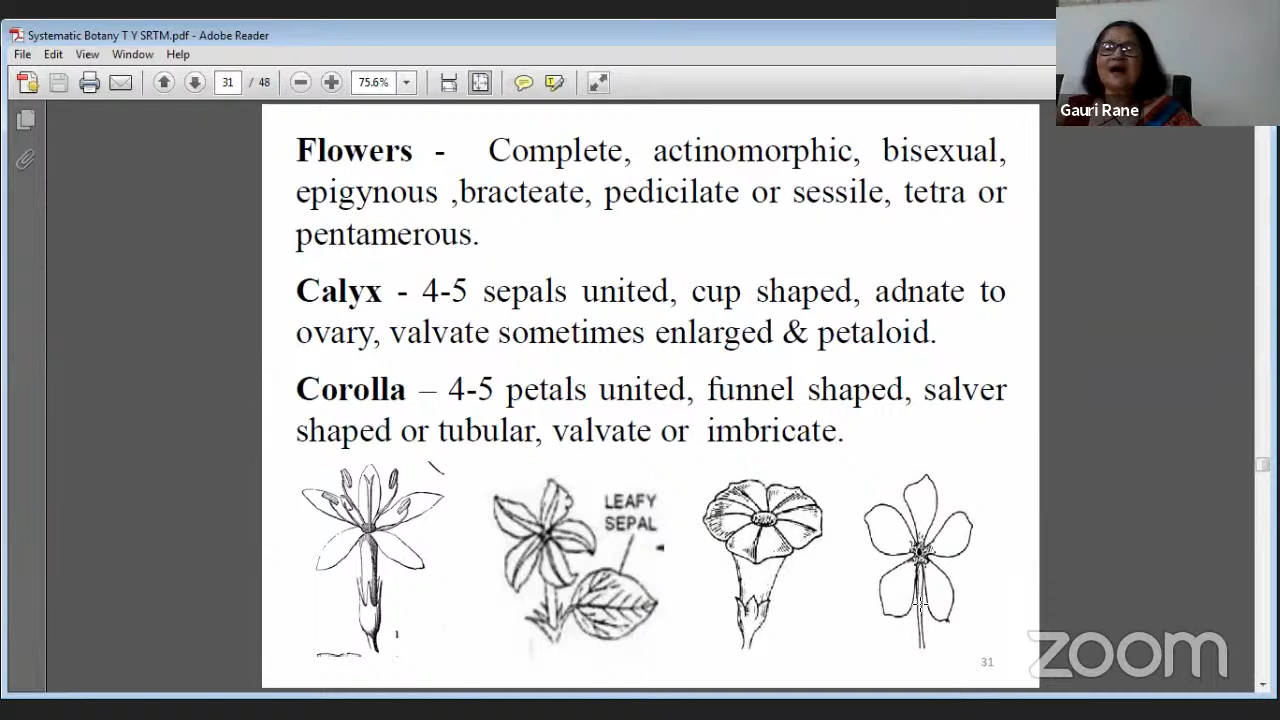 Systematic Botany T Y SRTM.pdf - Adobe Reader
File Edit View Window Help
31 / 48 75.6%
Gauri Rane
Flowers - Complete, actinomorphic, bisexual,
epigynous ,bracteate, pedicilate or sessile, tetra or
pentamerous.
Calyx - 4-5 sepals united, cup shaped, adnate to
ovary, valvate sometimes enlarged & petaloid.
Corolla – 4-5 petals united, funnel shaped, salver
shaped or tubular, valvate or imbricate.
LEAFY
SEPAL
1
31
zoom